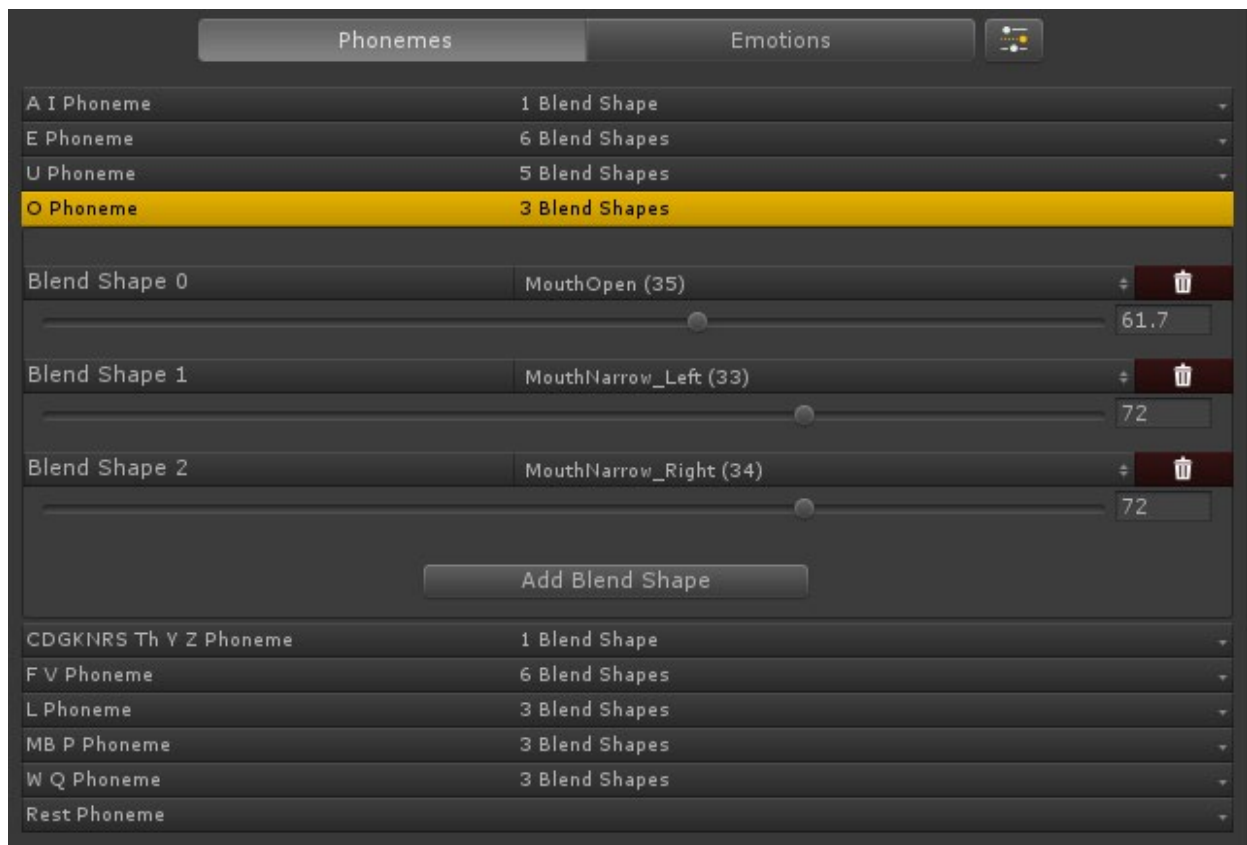 Phonemes Emotions
A I Phoneme 1 Blend Shape
E Phoneme 6 Blend Shapes
U Phoneme 5 Blend Shapes
O Phoneme 3 Blend Shapes
Blend Shape 0 MouthOpen (35)
61.7
Blend Shape 1 MouthNarrow_Left (33)
72
Blend Shape 2 MouthNarrow_Right (34)
72
Add Blend Shape
CDGKNRS Th Y Z Phoneme 1 Blend Shape
F V Phoneme 6 Blend Shapes
L Phoneme 3 Blend Shapes
MB P Phoneme 3 Blend Shapes
W Q Phoneme 3 Blend Shapes
Rest Phoneme